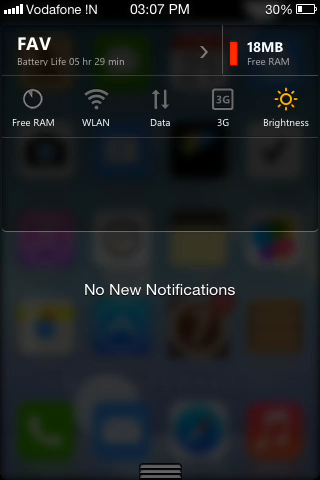 Vodafone !N 03:07 PM 30%
FAV
Battery Life 05 hr 29 min
18MB
Free RAM
Free RAM WLAN Data 3G Brightness
3G
No New Notifications